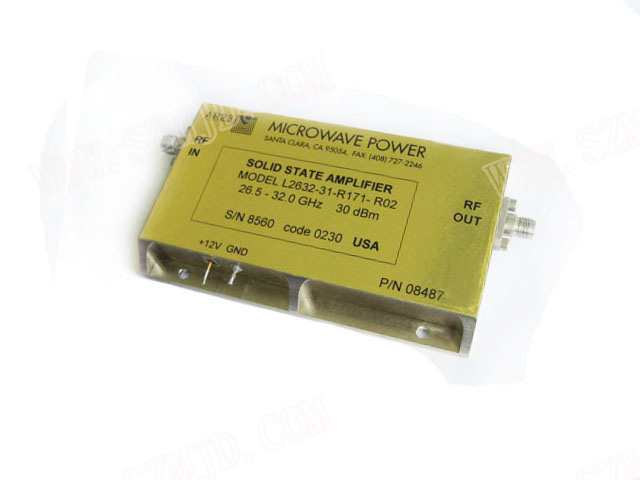 MICROWAVE POWER
SANTA CLARA, CA 95054, FAX: (408) 727-2246
RF
IN
SOLID STATE AMPLIFIER
MODEL L2632-31-R171- R02
26.5 - 32.0 GHz 30 dBm
S/N 8560 code 0230 USA
RF
OUT
+12V GND
P/N 08487